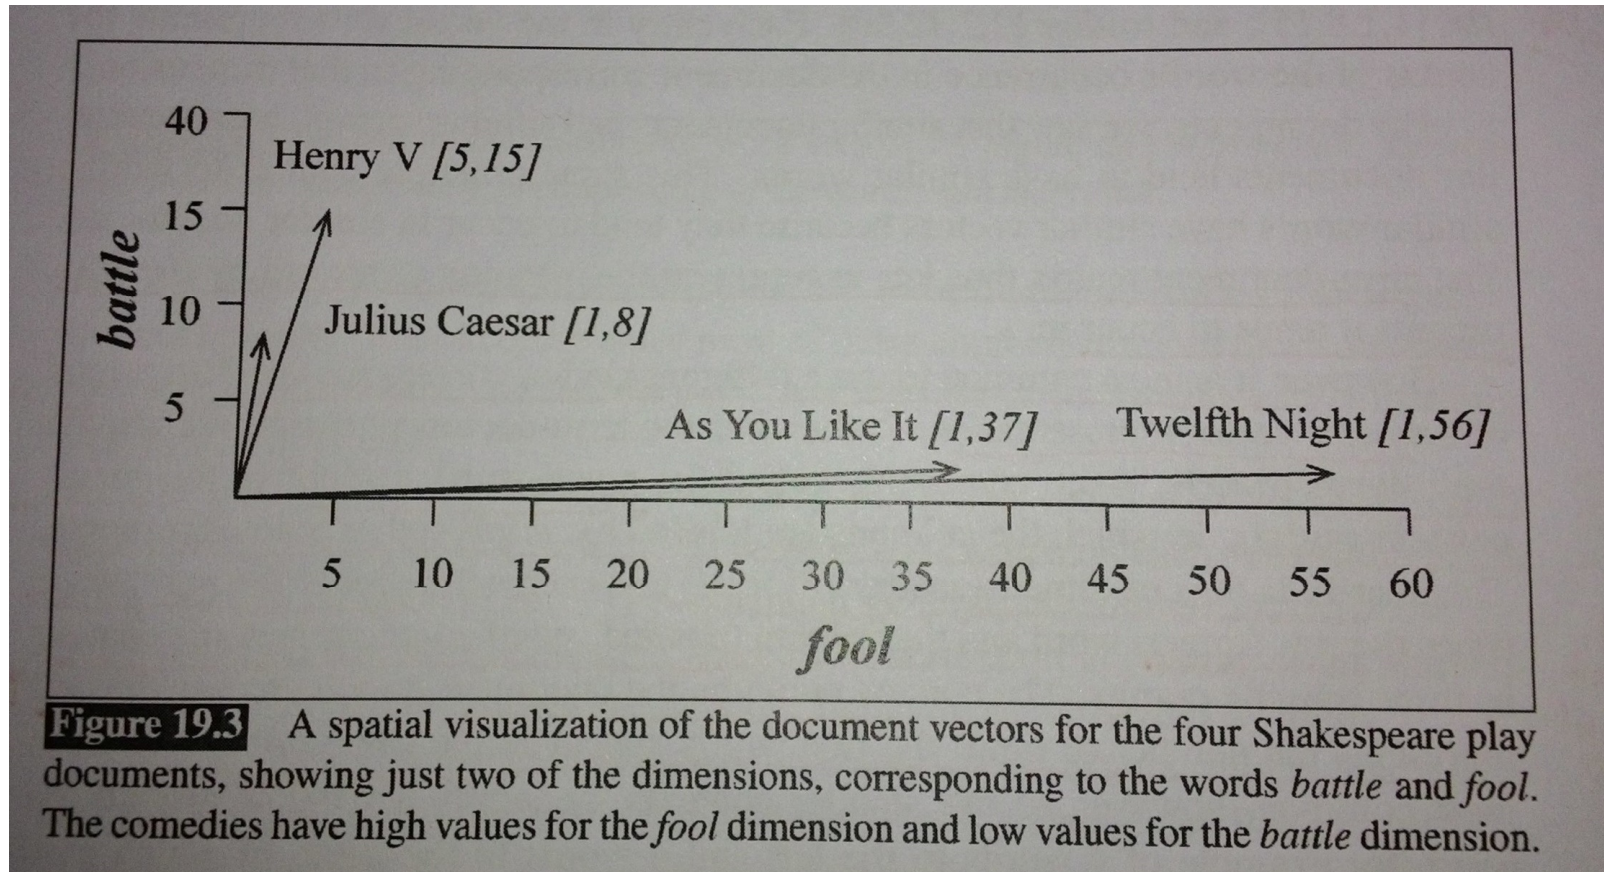 40
Henry V [5,15]
15
battle
10
Julius Caesar [1,8]
5
As You Like It [1,37] Twelfth Night [1,56]
5 10 15 20 25 30 35 40 45 50 55 60
fool
Figure 19.3 A spatial visualization of the document vectors for the four Shakespeare play
documents, showing just two of the dimensions, corresponding to the words battle and fool.
The comedies have high values for the fool dimension and low values for the battle dimension.